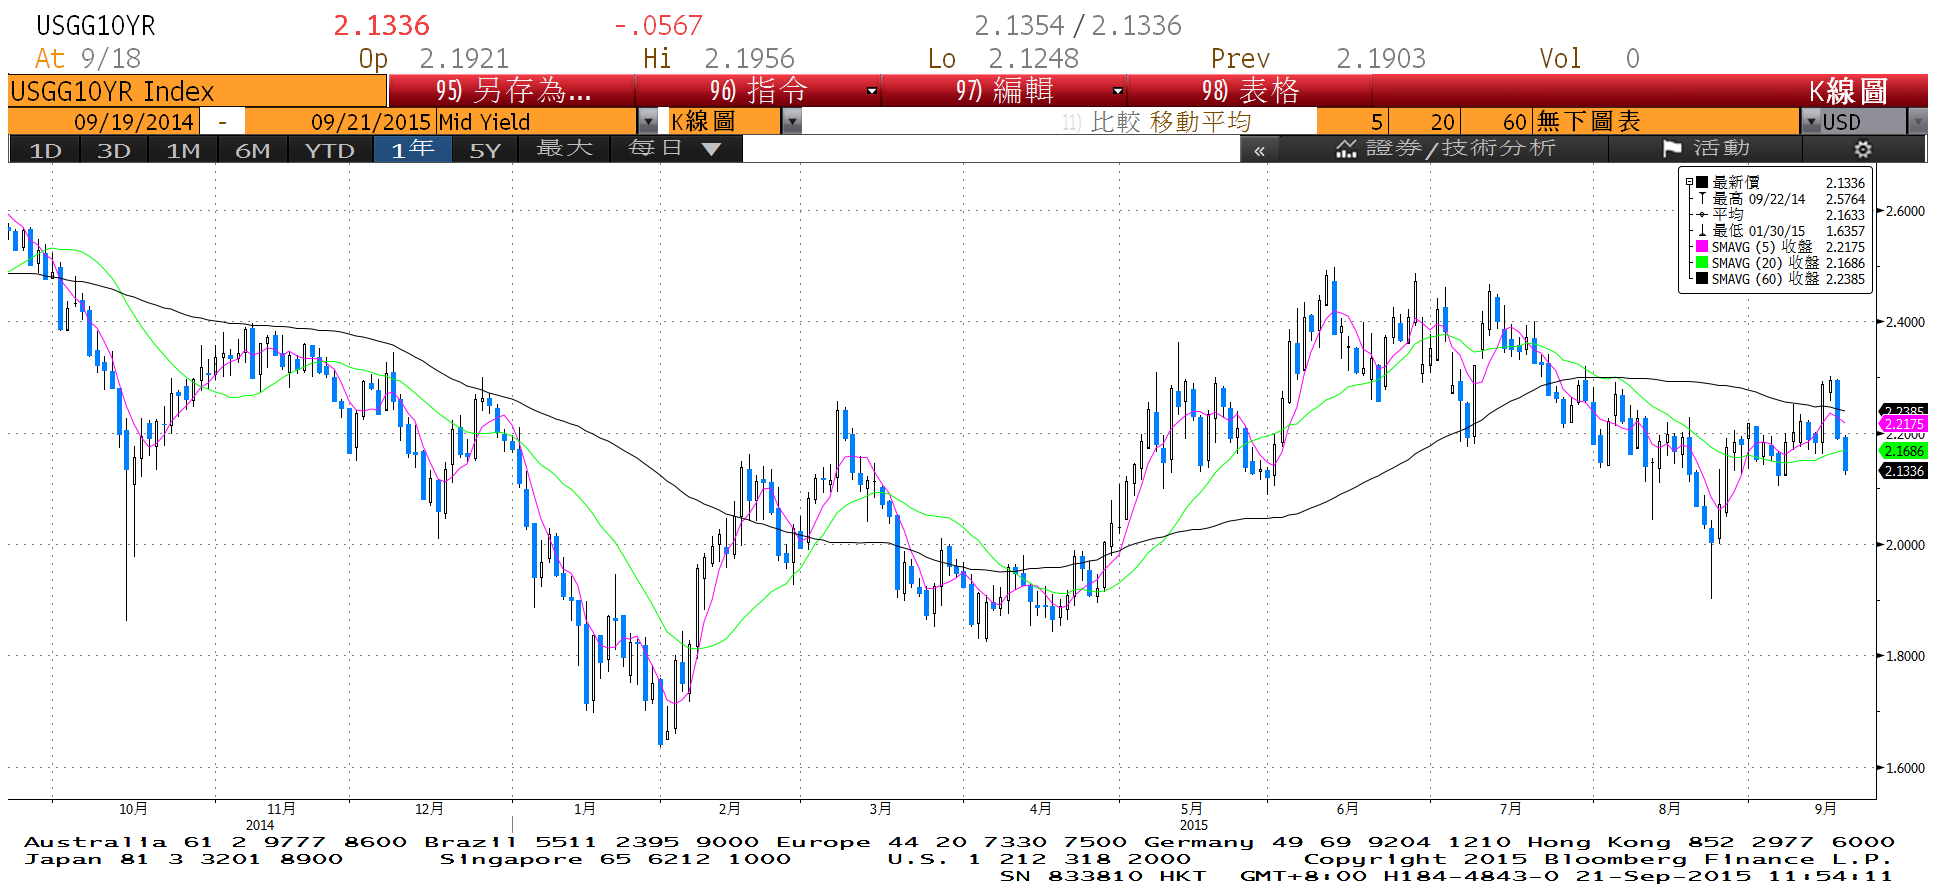 USGG10YR 2.1336 -.0567 2.1354 / 2.1336
At 9/18 Op 2.1921 Hi 2.1956 Lo 2.1248 Prev 2.1903 Vol 0
USGG10YR Index 95) 另存為... 96) 指令 97) 編輯 98) 表格 K線圖
09/19/2014 - 09/21/2015 Mid Yield K線圖 11) 比較 移動平均 5 20 60 無下圖表 USD
1D 3D 1M 6M YTD 1年 5Y 最大 每日 ▼ « 證券/技術分析 活動
最新價 2.1336
最高 09/22/14 2.5764
平均 2.1633
最低 01/30/15 1.6357
SMAVG (5) 收盤 2.2175
SMAVG (20) 收盤 2.1686
SMAVG (60) 收盤 2.2385
2.6000
2.4000
2.2385
2.2175
2.2000
2.1686
2.1336
2.0000
1.8000
1.6000
10月 11月 12月 1月 2月 3月 4月 5月 6月 7月 8月 9月
2014 2015
Australia 61 2 9777 8600 Brazil 5511 2395 9000 Europe 44 20 7330 7500 Germany 49 69 9204 1210 Hong Kong 852 2977 6000
Japan 81 3 3201 8900 Singapore 65 6212 1000 U.S. 1 212 318 2000 Copyright 2015 Bloomberg Finance L.P.
SN 833810 HKT GMT+8:00 H184-4843-0 21-Sep-2015 11:54:11